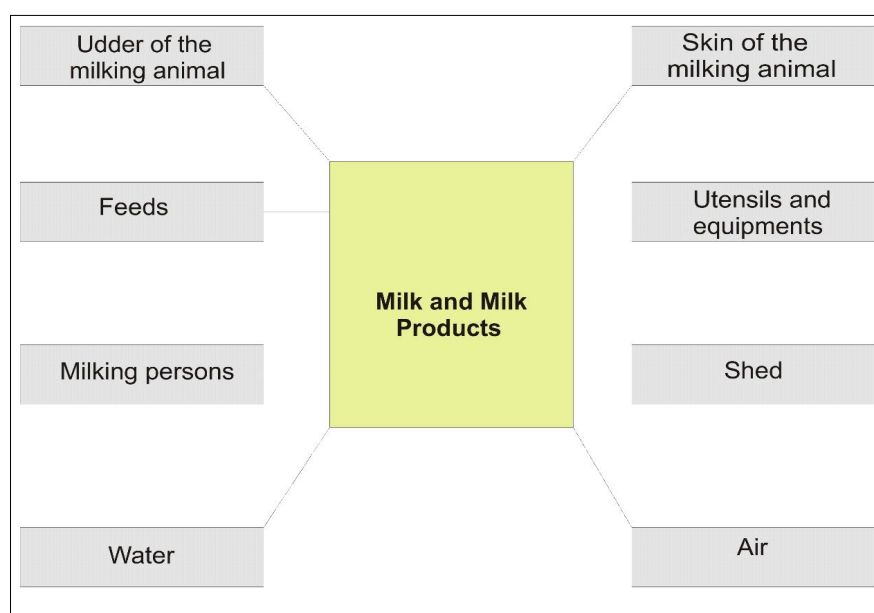 Udder of the
milking animal
Skin of the
milking animal
Feeds
Utensils and
equipments
Milk and Milk
Products
Milking persons
Shed
Water
Air